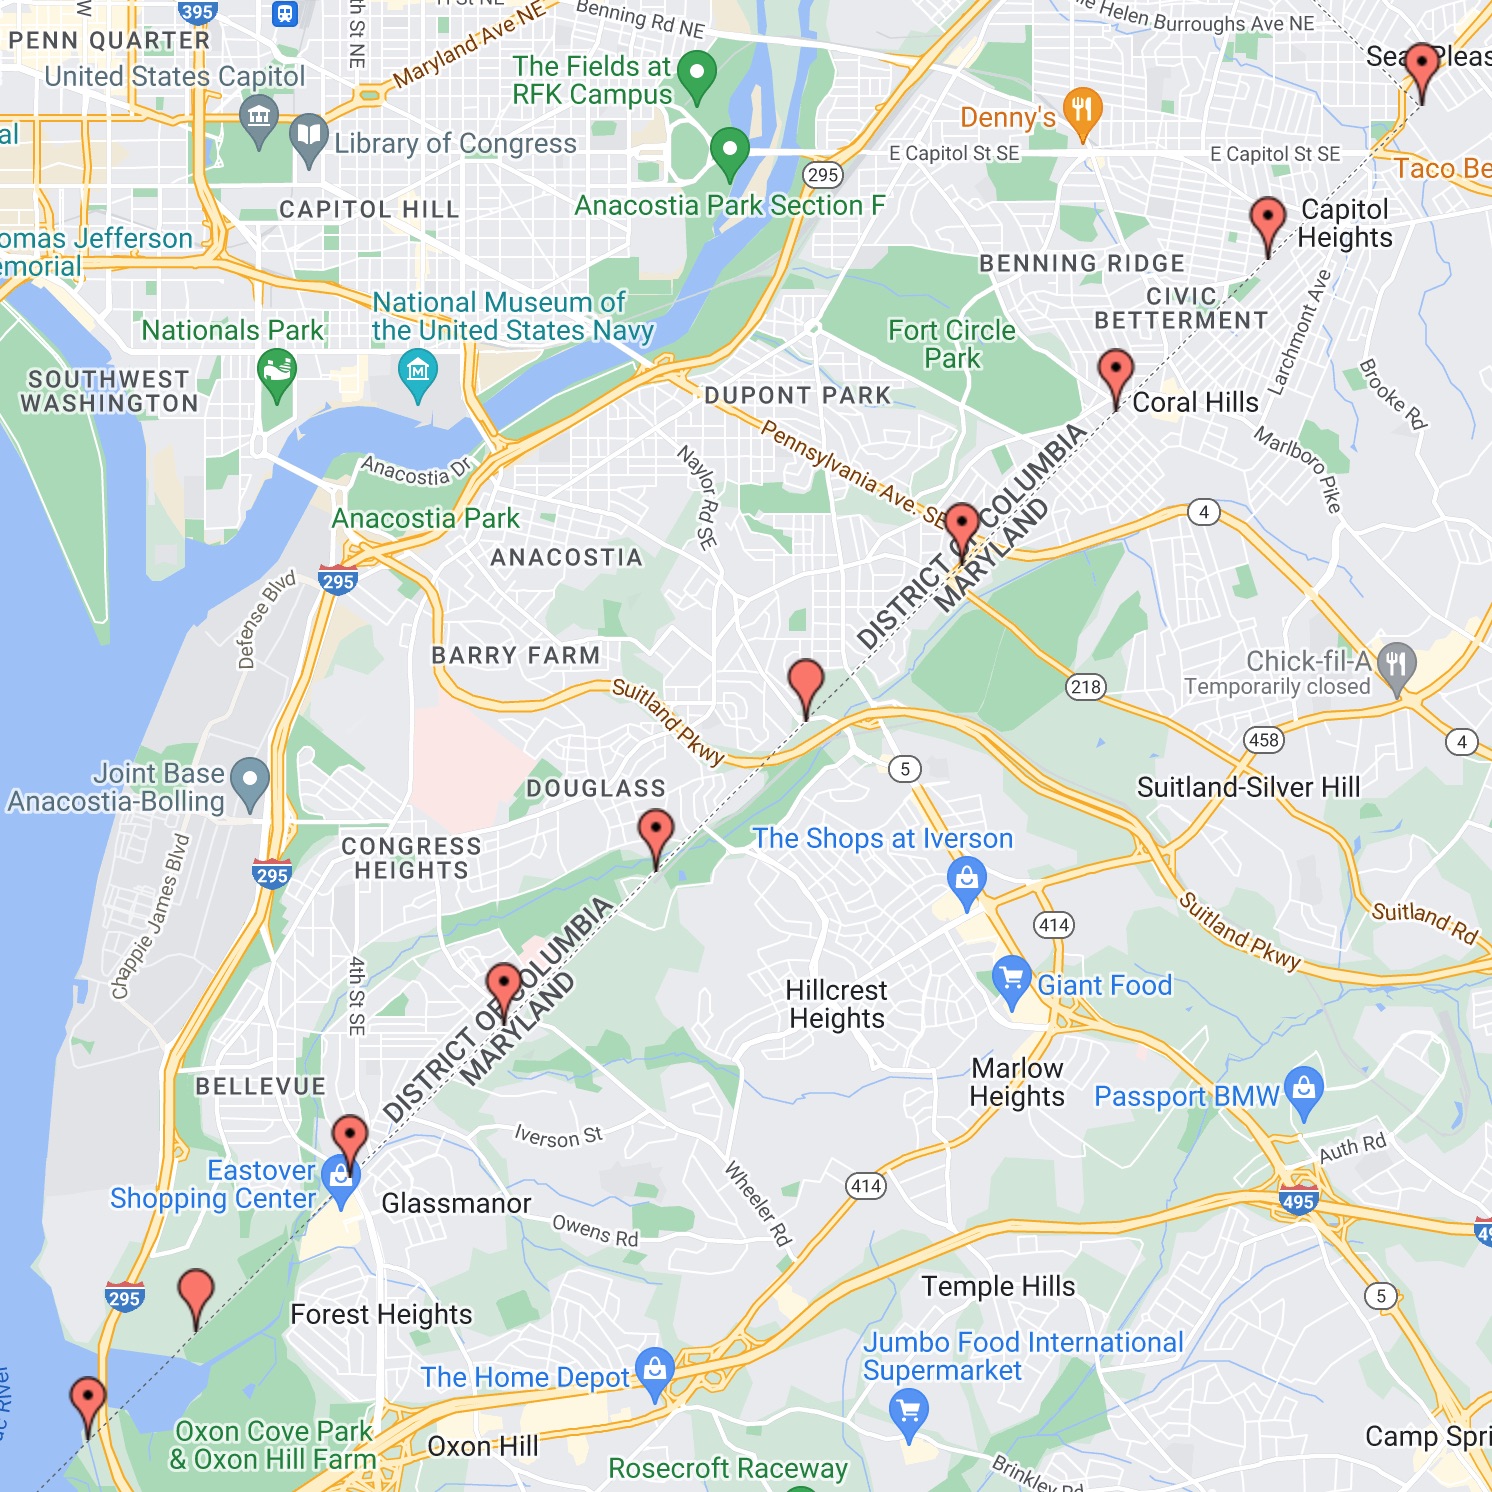 395
th St NE
H St NE
Benning Rd NE
Helen Burroughs Ave NE
PENN QUARTER
W
Maryland Ave NE
United States Capitol
The Fields at
RFK Campus
Denny's
al
Library of Congress
E Capitol St SE
E Capitol St SE
Taco Be
295
Anacostia Park Section F
CAPITOL HILL
Capitol
Heights
omas Jefferson
emorial
BENNING RIDGE
CIVIC
BETTERMENT
Larchmont Ave
National Museum of
the United States Navy
Nationals Park
Fort Circle
Park
SOUTHWEST
WASHINGTON
DUPONT PARK
Brooke Rd
Coral Hills
Pennsylvania Ave. SE
Marlboro Pike
Anacostia Dr
Naylor Rd SE
DISTRICT OF COLUMBIA
MARYLAND
4
Anacostia Park
ANACOSTIA
295
Defense Blvd
BARRY FARM
Chick-fil-A
Temporarily closed
218
Suitland Pkwy
458
4
5
Joint Base
Anacostia-Bolling
DOUGLASS
Suitland-Silver Hill
The Shops at Iverson
CONGRESS
HEIGHTS
295
Chappie James Blvd
414
Suitland Pkwy
Suitland Rd
DISTRICT OF COLUMBIA
MARYLAND
4th St SE
Hillcrest
Heights
Giant Food
BELLEVUE
Marlow
Heights
Passport BMW
Iverson St
Auth Rd
Eastover
Shopping Center
Glassmanor
Wheeler Rd
414
495
Owens Rd
49
295
Forest Heights
Temple Hills
5
Jumbo Food International
Supermarket
The Home Depot
ac River
Oxon Cove Park
& Oxon Hill Farm
Oxon Hill
Camp Spri
Rosecroft Raceway
Brinkley Rd